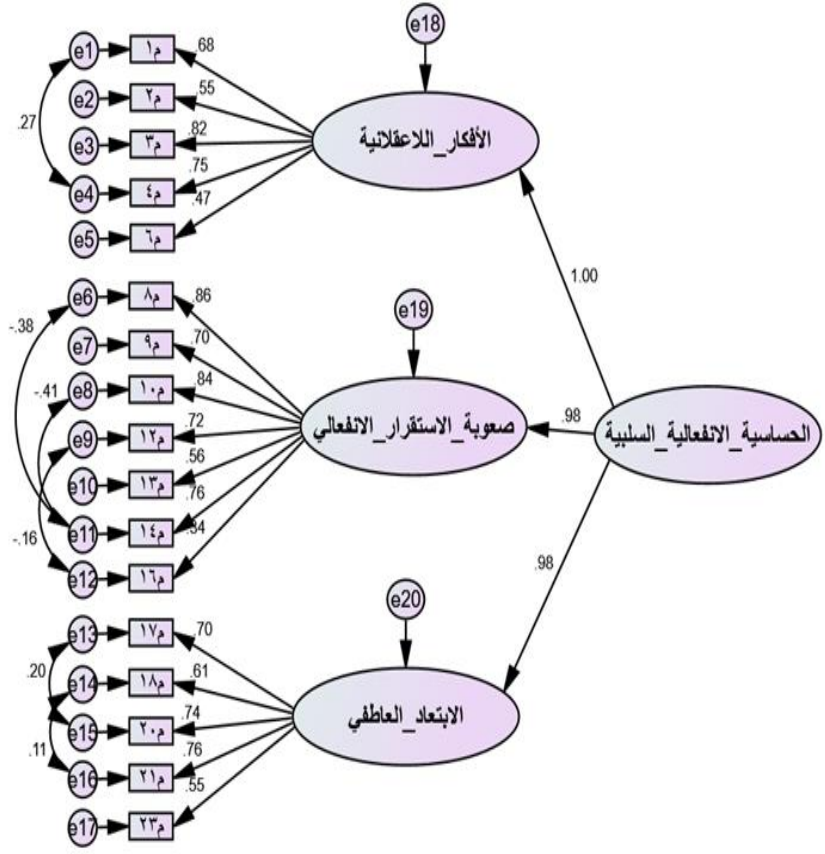 e18
e1 م١ .68
e2 م٢ .55
.27
e3 م٣ .82
الأفكار_اللاعقلانية
e4 م٤ .75
e5 م٦ .47
1.00
e6 م٨ .86
e19
-.38
e7 م٩ .70
-.41
e8 م١٠ .84
e9 م١٢ .72
صعوبة_الاستقرار_الانفعالي
.98
الحساسية_الانفعالية_السلبية
e10 م١٣ .56
e11 م١٤ .76
-.16
e12 م١٦
.98
e20
e13 م١٧ .70
.20
e14 م١٨ .61
e15 م٢٠ .74
الابتعاد_العاطفي
.11
e16 م٢١ .76
e17 م٢٣ .55